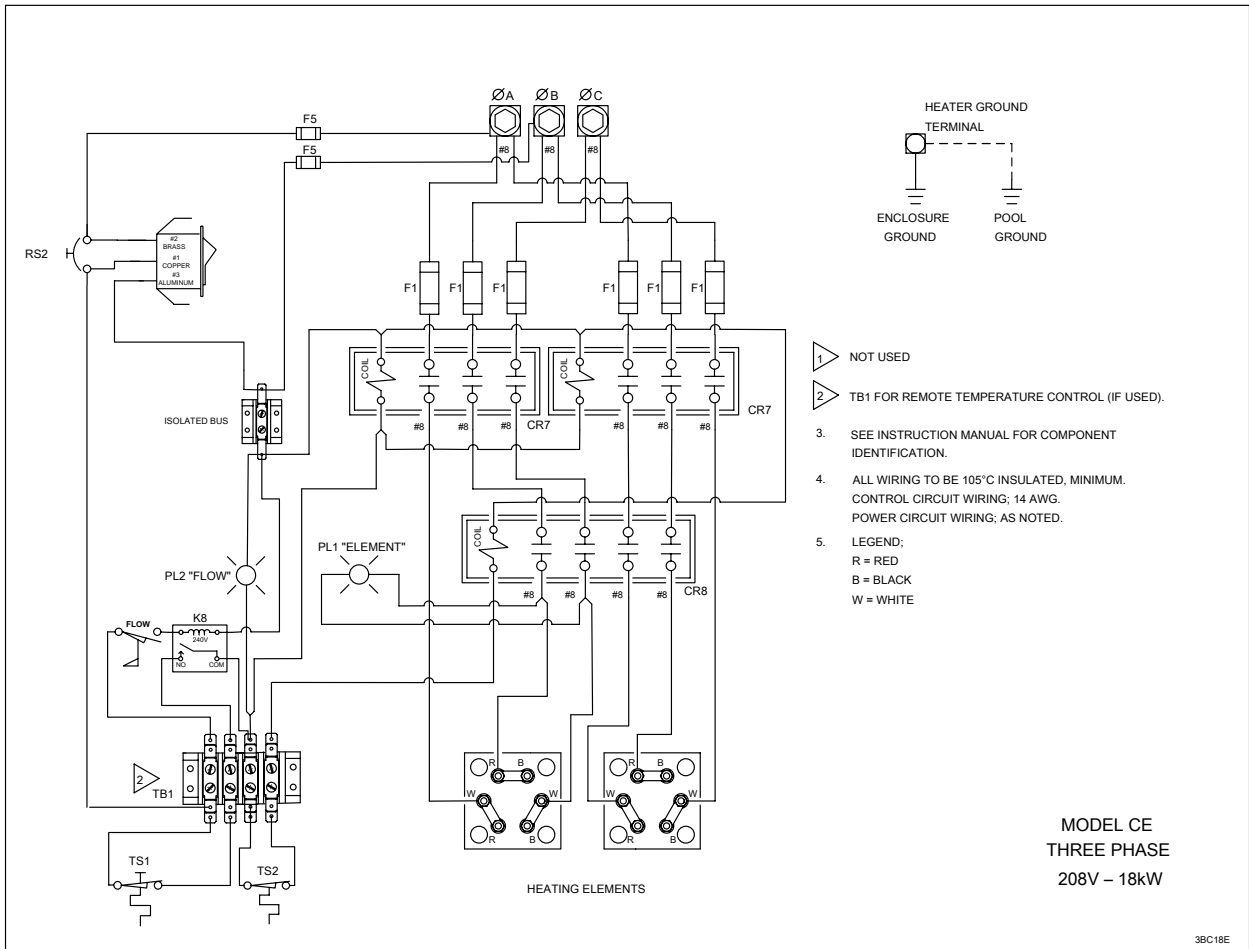 ØA
ØB
ØC
F5
F5
#8
#8
#8
HEATER GROUND
TERMINAL
ENCLOSURE
GROUND
POOL
GROUND
RS2
#2
BRASS
#1
COPPER
#3
ALUMINUM
F1
F1
F1
F1
F1
F1
COIL
COIL
CR7
CR7
#8
#8
#8
#8
#8
ISOLATED BUS
1
NOT USED
2
TB1 FOR REMOTE TEMPERATURE CONTROL (IF USED).
3. SEE INSTRUCTION MANUAL FOR COMPONENT
IDENTIFICATION.
4. ALL WIRING TO BE 105°C INSULATED, MINIMUM.
CONTROL CIRCUIT WIRING; 14 AWG.
POWER CIRCUIT WIRING; AS NOTED.
5. LEGEND;
R = RED
B = BLACK
W = WHITE
COIL
PL1 "ELEMENT"
PL2 "FLOW"
CR8
#8
#8
#8
#8
FLOW
K8
240V
NO
COM
2
TB1
R
B
W
W
R
B
R
B
W
W
R
B
TS1
TS2
HEATING ELEMENTS
MODEL CE
THREE PHASE
208V – 18kW
3BC18E